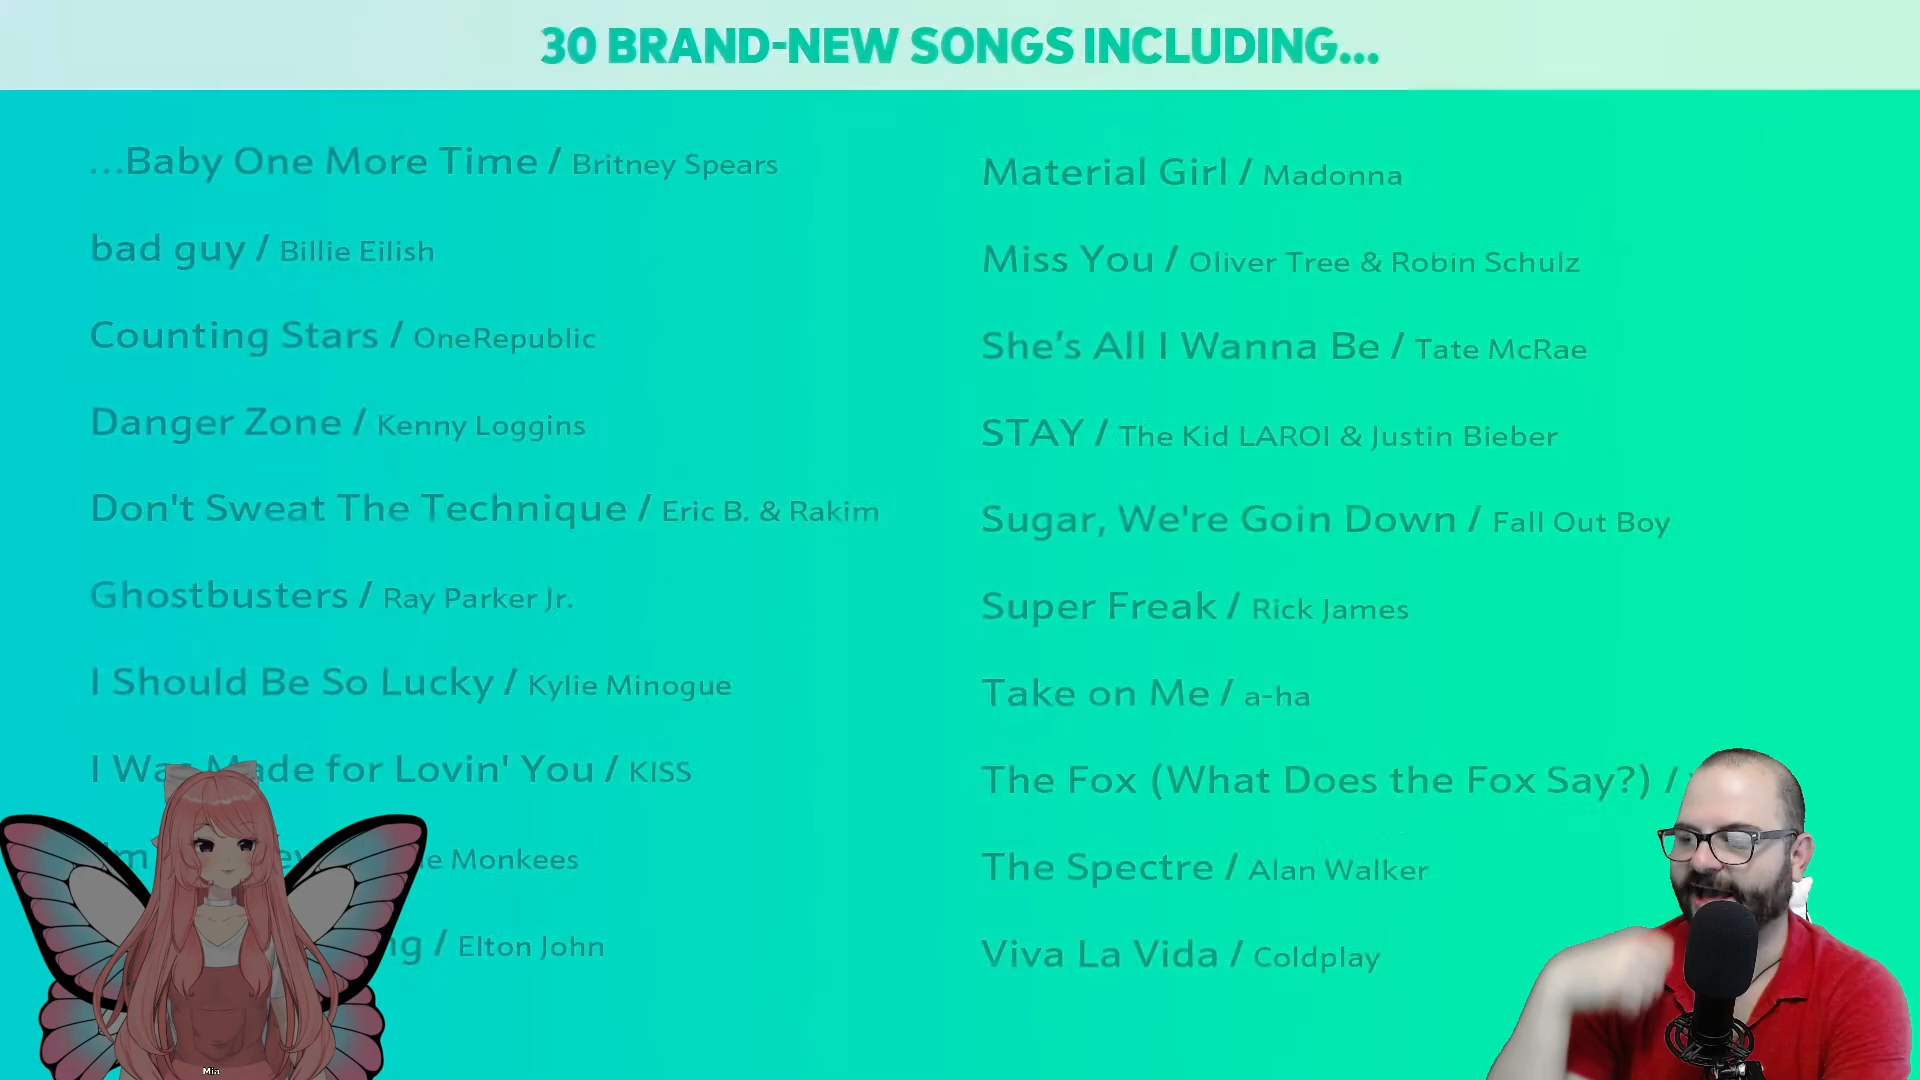 30 BRAND-NEW SONGS INCLUDING...
...Baby One More Time / Britney Spears
bad guy / Billie Eilish
Counting Stars / OneRepublic
Danger Zone / Kenny Loggins
Don't Sweat The Technique / Eric B. & Rakim
Ghostbusters / Ray Parker Jr.
I Should Be So Lucky / Kylie Minogue
I Was Made for Lovin' You / KISS
Monkees
/ Elton John
Material Girl / Madonna
Miss You / Oliver Tree & Robin Schulz
She's All I Wanna Be / Tate McRae
STAY / The Kid LAROI & Justin Bieber
Sugar, We're Goin Down / Fall Out Boy
Super Freak / Rick James
Take on Me / a-ha
The Fox (What Does the Fox Say?) /
The Spectre / Alan Walker
Viva La Vida / Coldplay
Mia